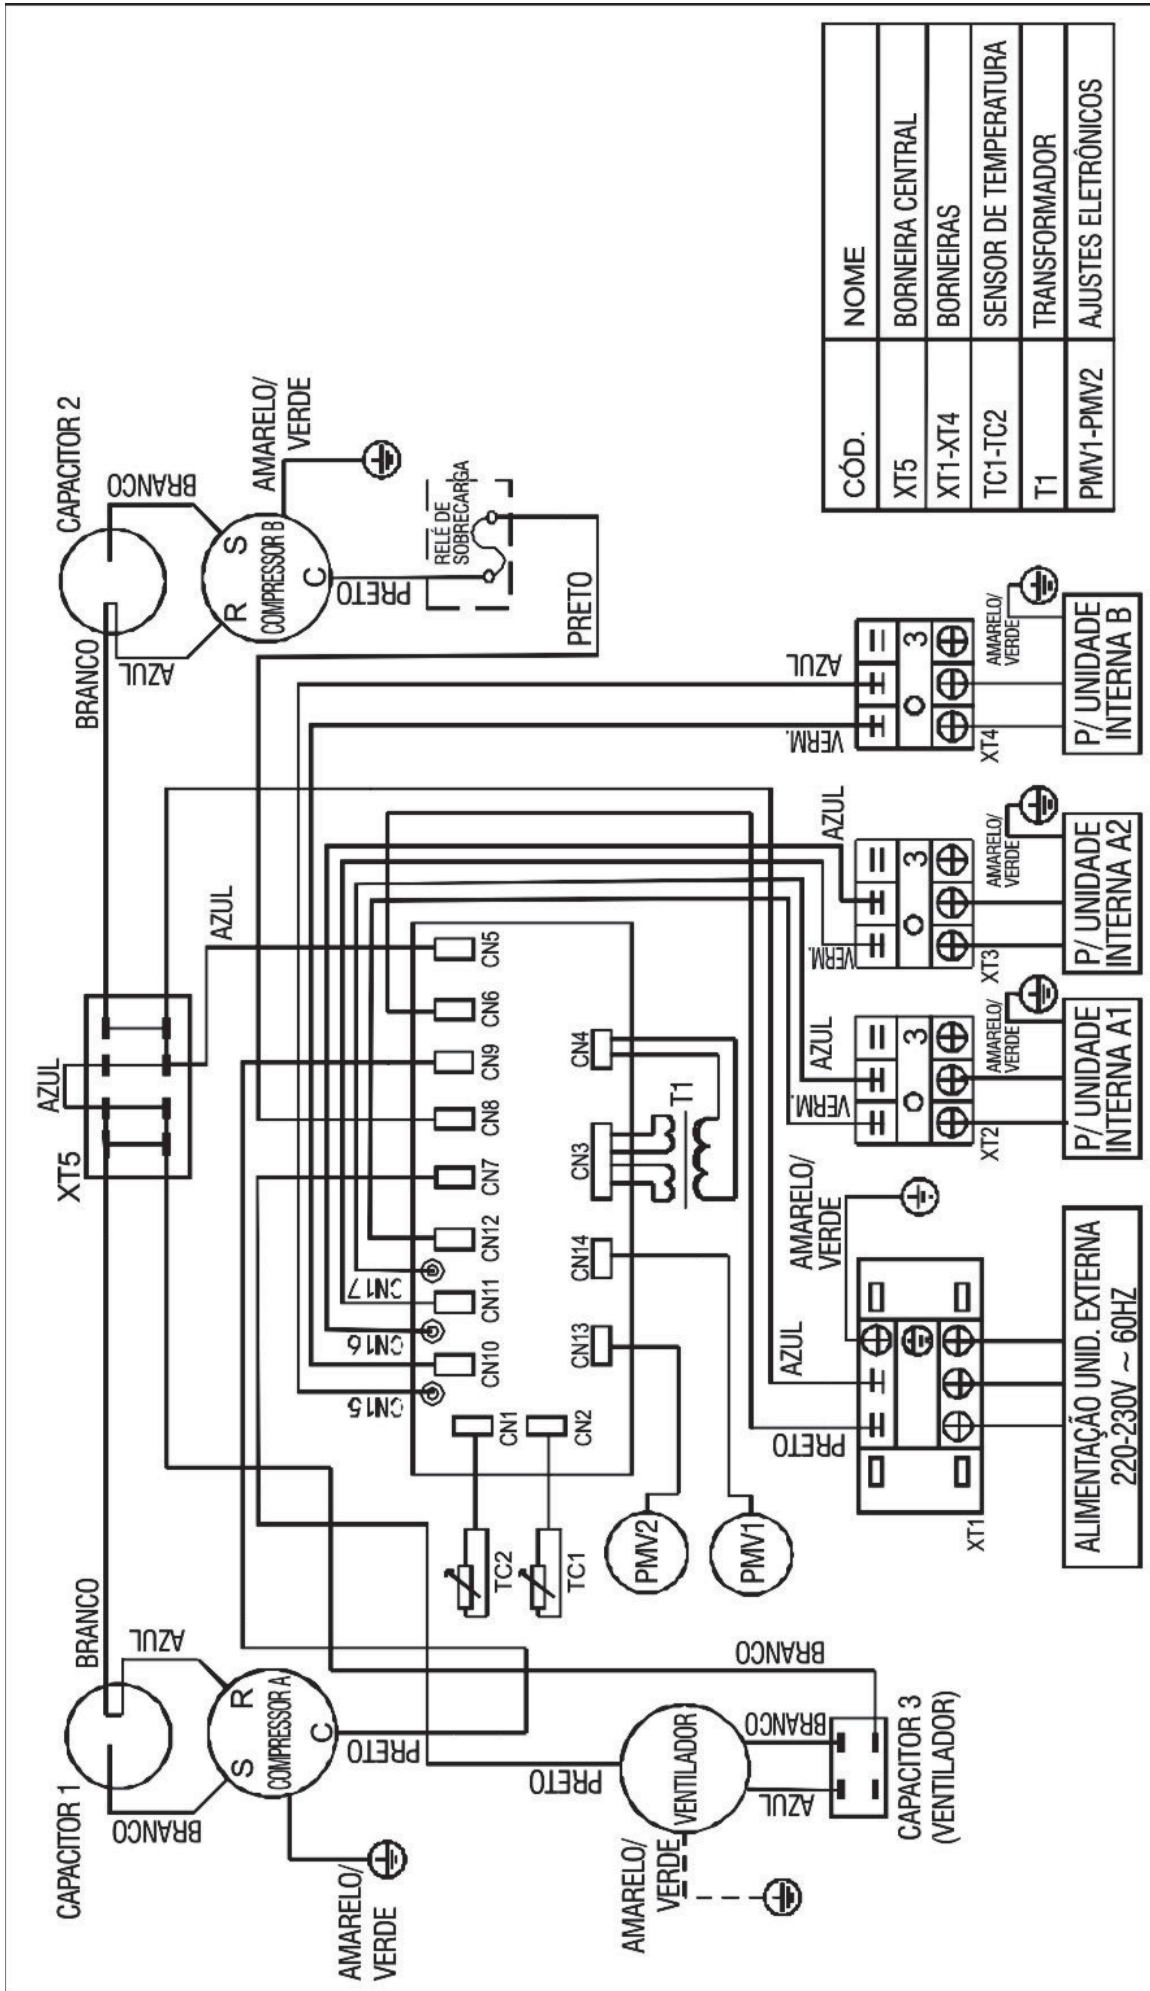 CAPACITOR 1
BRANCO
AZUL
BRANCO
S
R
COMPRESSOR A
C
PRETO
AMARELO/
VERDE
XT5
AZUL
AZUL
BRANCO
CAPACITOR 2
BRANCO
AZUL
R
S
COMPRESSOR B
C
AMARELO/
VERDE
PRETO
RELÉ DE
SOBRECARGA
PRETO
CN15
CN10
CN16
CN11
CN17
CN12
CN7
CN8
CN9
CN6
CN5
CN1
CN2
CN13
CN14
CN3
CN4
T1
TC2
TC1
PMV2
PMV1
PRETO
VENTILADOR
AMARELO/
VERDE
AZUL
BRANCO
BRANCO
CAPACITOR 3
(VENTILADOR)
PRETO
AZUL
AMARELO/
VERDE
XT1
ALIMENTAÇÃO UNID. EXTERNA
220-230V ~ 60HZ
VERM.
AZUL
3
XT2
AMARELO/
VERDE
P/ UNIDADE
INTERNA A1
VERM.
AZUL
3
XT3
AMARELO/
VERDE
P/ UNIDADE
INTERNA A2
VERM.
AZUL
3
XT4
AMARELO/
VERDE
P/ UNIDADE
INTERNA B
CÓD. NOME
XT5 BORNEIRA CENTRAL
XT1-XT4 BORNEIRAS
TC1-TC2 SENSOR DE TEMPERATURA
T1 TRANSFORMADOR
PMV1-PMV2 AJUSTES ELETRÔNICOS